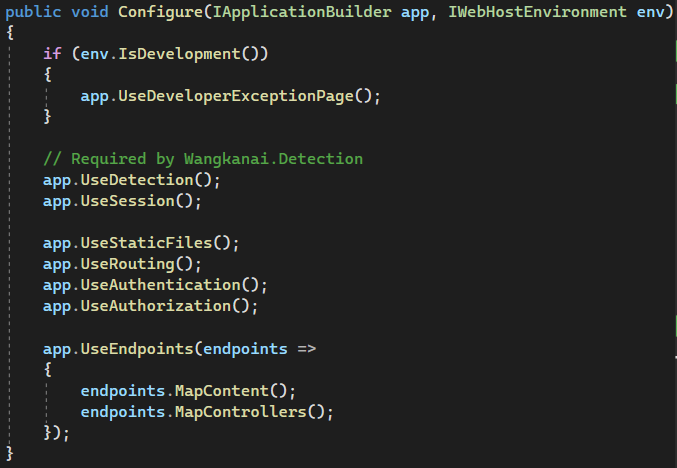 public void Configure(IApplicationBuilder app, IWebHostEnvironment env)
{
    if (env.IsDevelopment())
    {
        app.UseDeveloperExceptionPage();
    }

    // Required by Wangkanai.Detection
    app.UseDetection();
    app.UseSession();

    app.UseStaticFiles();
    app.UseRouting();
    app.UseAuthentication();
    app.UseAuthorization();

    app.UseEndpoints(endpoints =>
    {
        endpoints.MapContent();
        endpoints.MapControllers();
    });
}